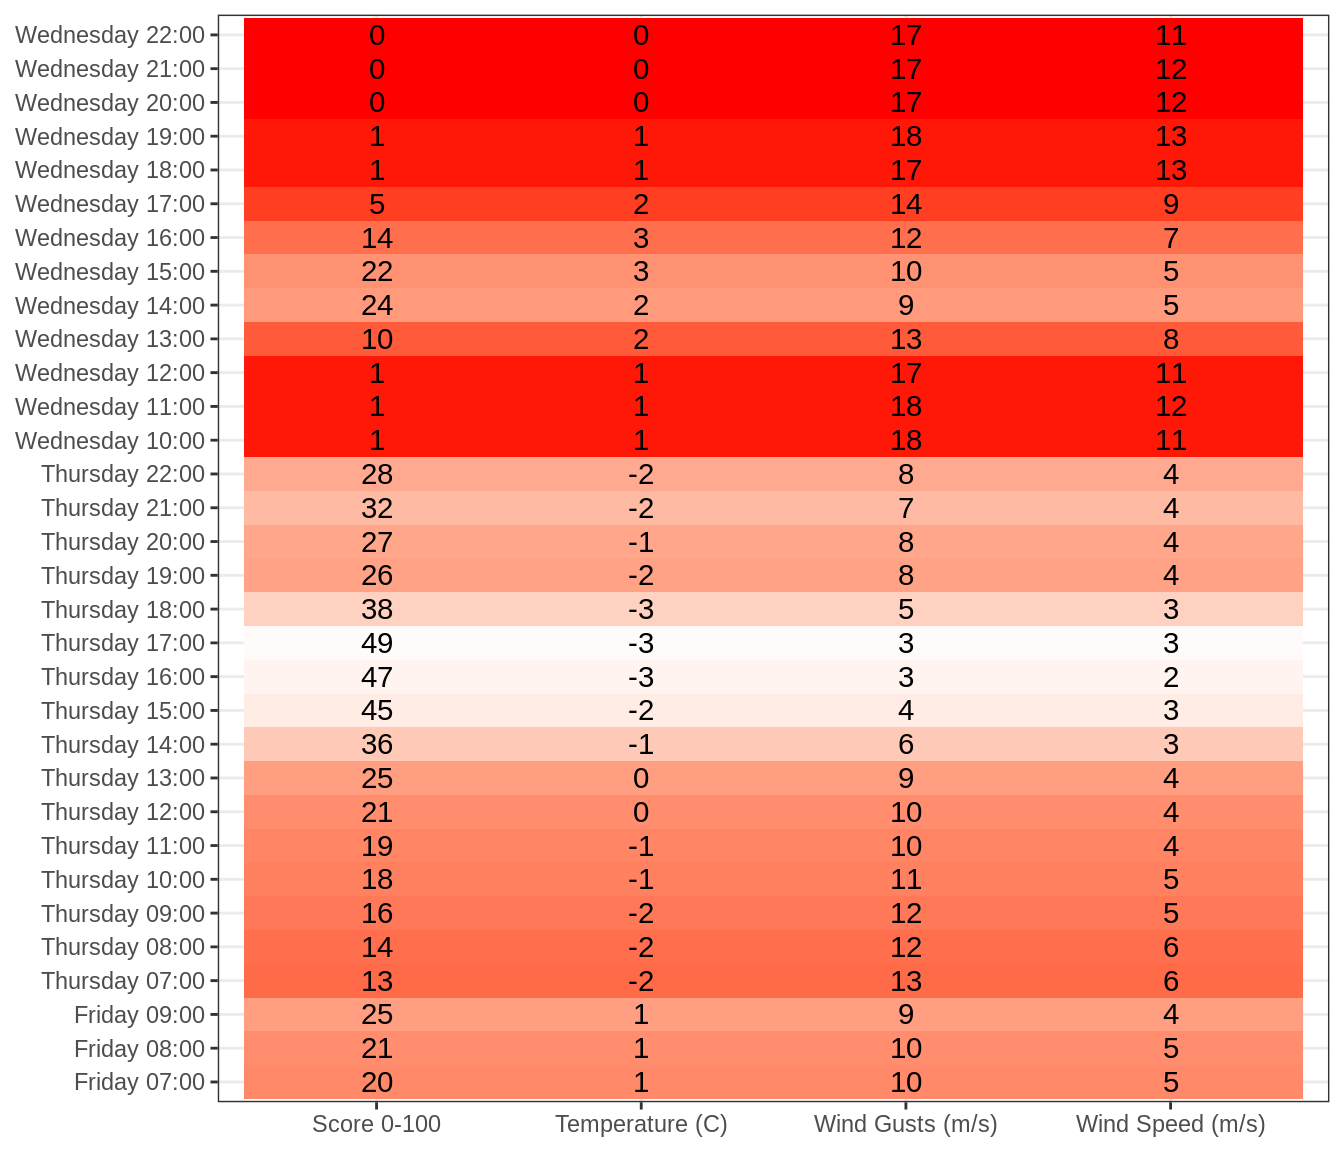 Wednesday 22:00 0 0 17 11
Wednesday 21:00 0 0 17 12
Wednesday 20:00 0 0 17 12
Wednesday 19:00 1 1 18 13
Wednesday 18:00 1 1 17 13
Wednesday 17:00 5 2 14 9
Wednesday 16:00 14 3 12 7
Wednesday 15:00 22 3 10 5
Wednesday 14:00 24 2 9 5
Wednesday 13:00 10 2 13 8
Wednesday 12:00 1 1 17 11
Wednesday 11:00 1 1 18 12
Wednesday 10:00 1 1 18 11
Thursday 22:00 28 -2 8 4
Thursday 21:00 32 -2 7 4
Thursday 20:00 27 -1 8 4
Thursday 19:00 26 -2 8 4
Thursday 18:00 38 -3 5 3
Thursday 17:00 49 -3 3 3
Thursday 16:00 47 -3 3 2
Thursday 15:00 45 -2 4 3
Thursday 14:00 36 -1 6 3
Thursday 13:00 25 0 9 4
Thursday 12:00 21 0 10 4
Thursday 11:00 19 -1 10 4
Thursday 10:00 18 -1 11 5
Thursday 09:00 16 -2 12 5
Thursday 08:00 14 -2 12 6
Thursday 07:00 13 -2 13 6
Friday 09:00 25 1 9 4
Friday 08:00 21 1 10 5
Friday 07:00 20 1 10 5
Score 0-100 Temperature (C) Wind Gusts (m/s) Wind Speed (m/s)